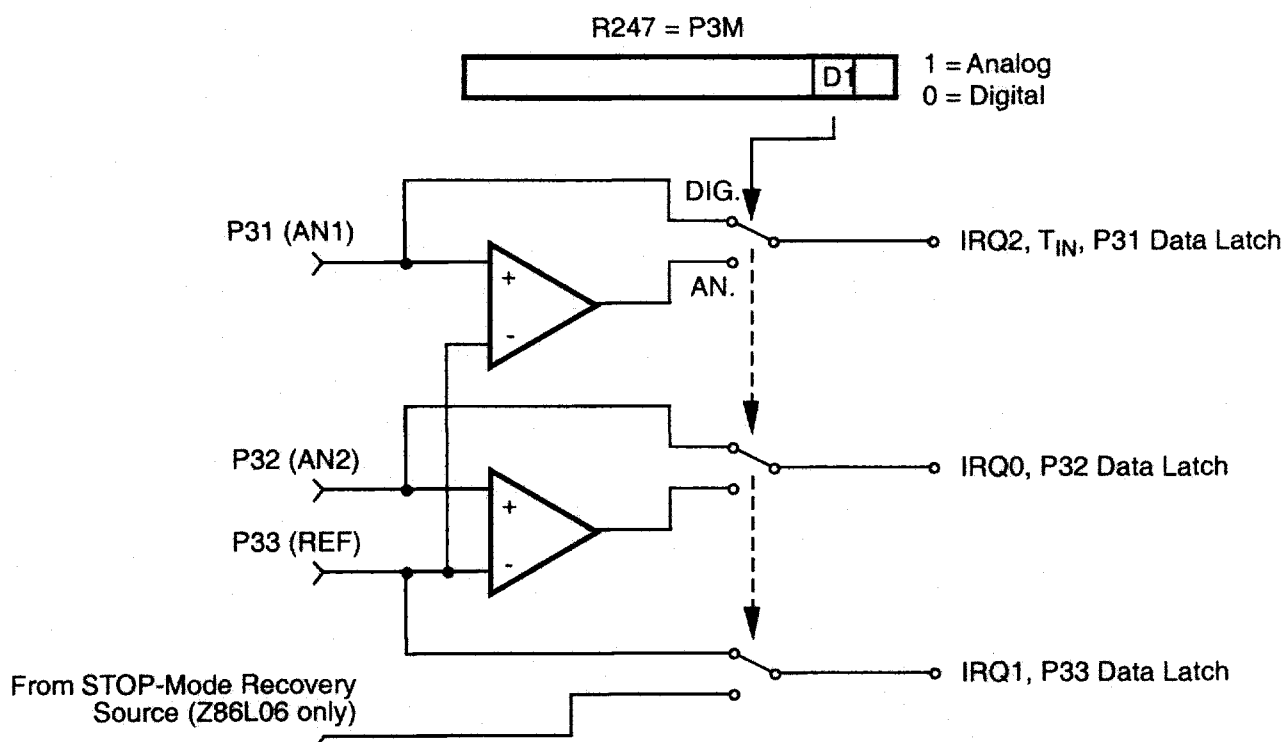 R247 = P3M
D1
1 = Analog
0 = Digital
DIG.
P31 (AN1)
IRQ2, TIN, P31 Data Latch
+
AN.
-
P32 (AN2)
IRQ0, P32 Data Latch
+
P33 (REF)
-
IRQ1, P33 Data Latch
From STOP-Mode Recovery
Source (Z86L06 only)